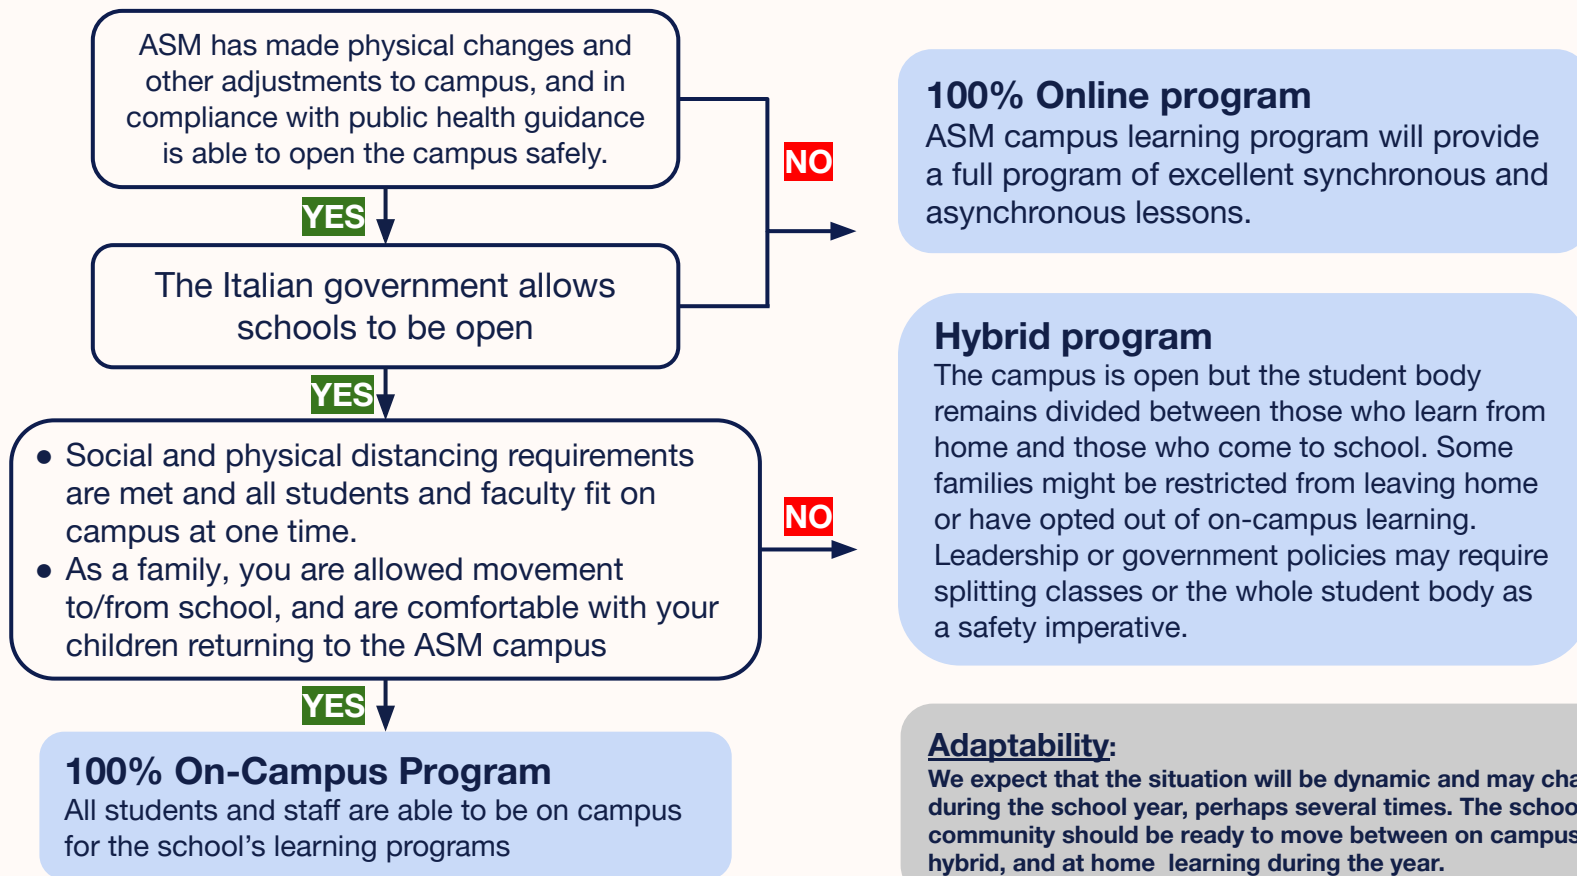 ASM has made physical changes and
other adjustments to campus, and in
compliance with public health guidance
is able to open the campus safely.
NO
YES
The Italian government allows
schools to be open
YES
● Social and physical distancing requirements
are met and all students and faculty fit on
campus at one time.
● As a family, you are allowed movement
to/from school, and are comfortable with your
children returning to the ASM campus
NO
YES
100% On-Campus Program
All students and staff are able to be on campus
for the school’s learning programs
100% Online program
ASM campus learning program will provide
a full program of excellent synchronous and
asynchronous lessons.
Hybrid program
The campus is open but the student body
remains divided between those who learn from
home and those who come to school. Some
families might be restricted from leaving home
or have opted out of on-campus learning.
Leadership or government policies may require
splitting classes or the whole student body as
a safety imperative.
Adaptability:
We expect that the situation will be dynamic and may cha
during the school year, perhaps several times. The school
community should be ready to move between on campus
hybrid, and at home learning during the year.